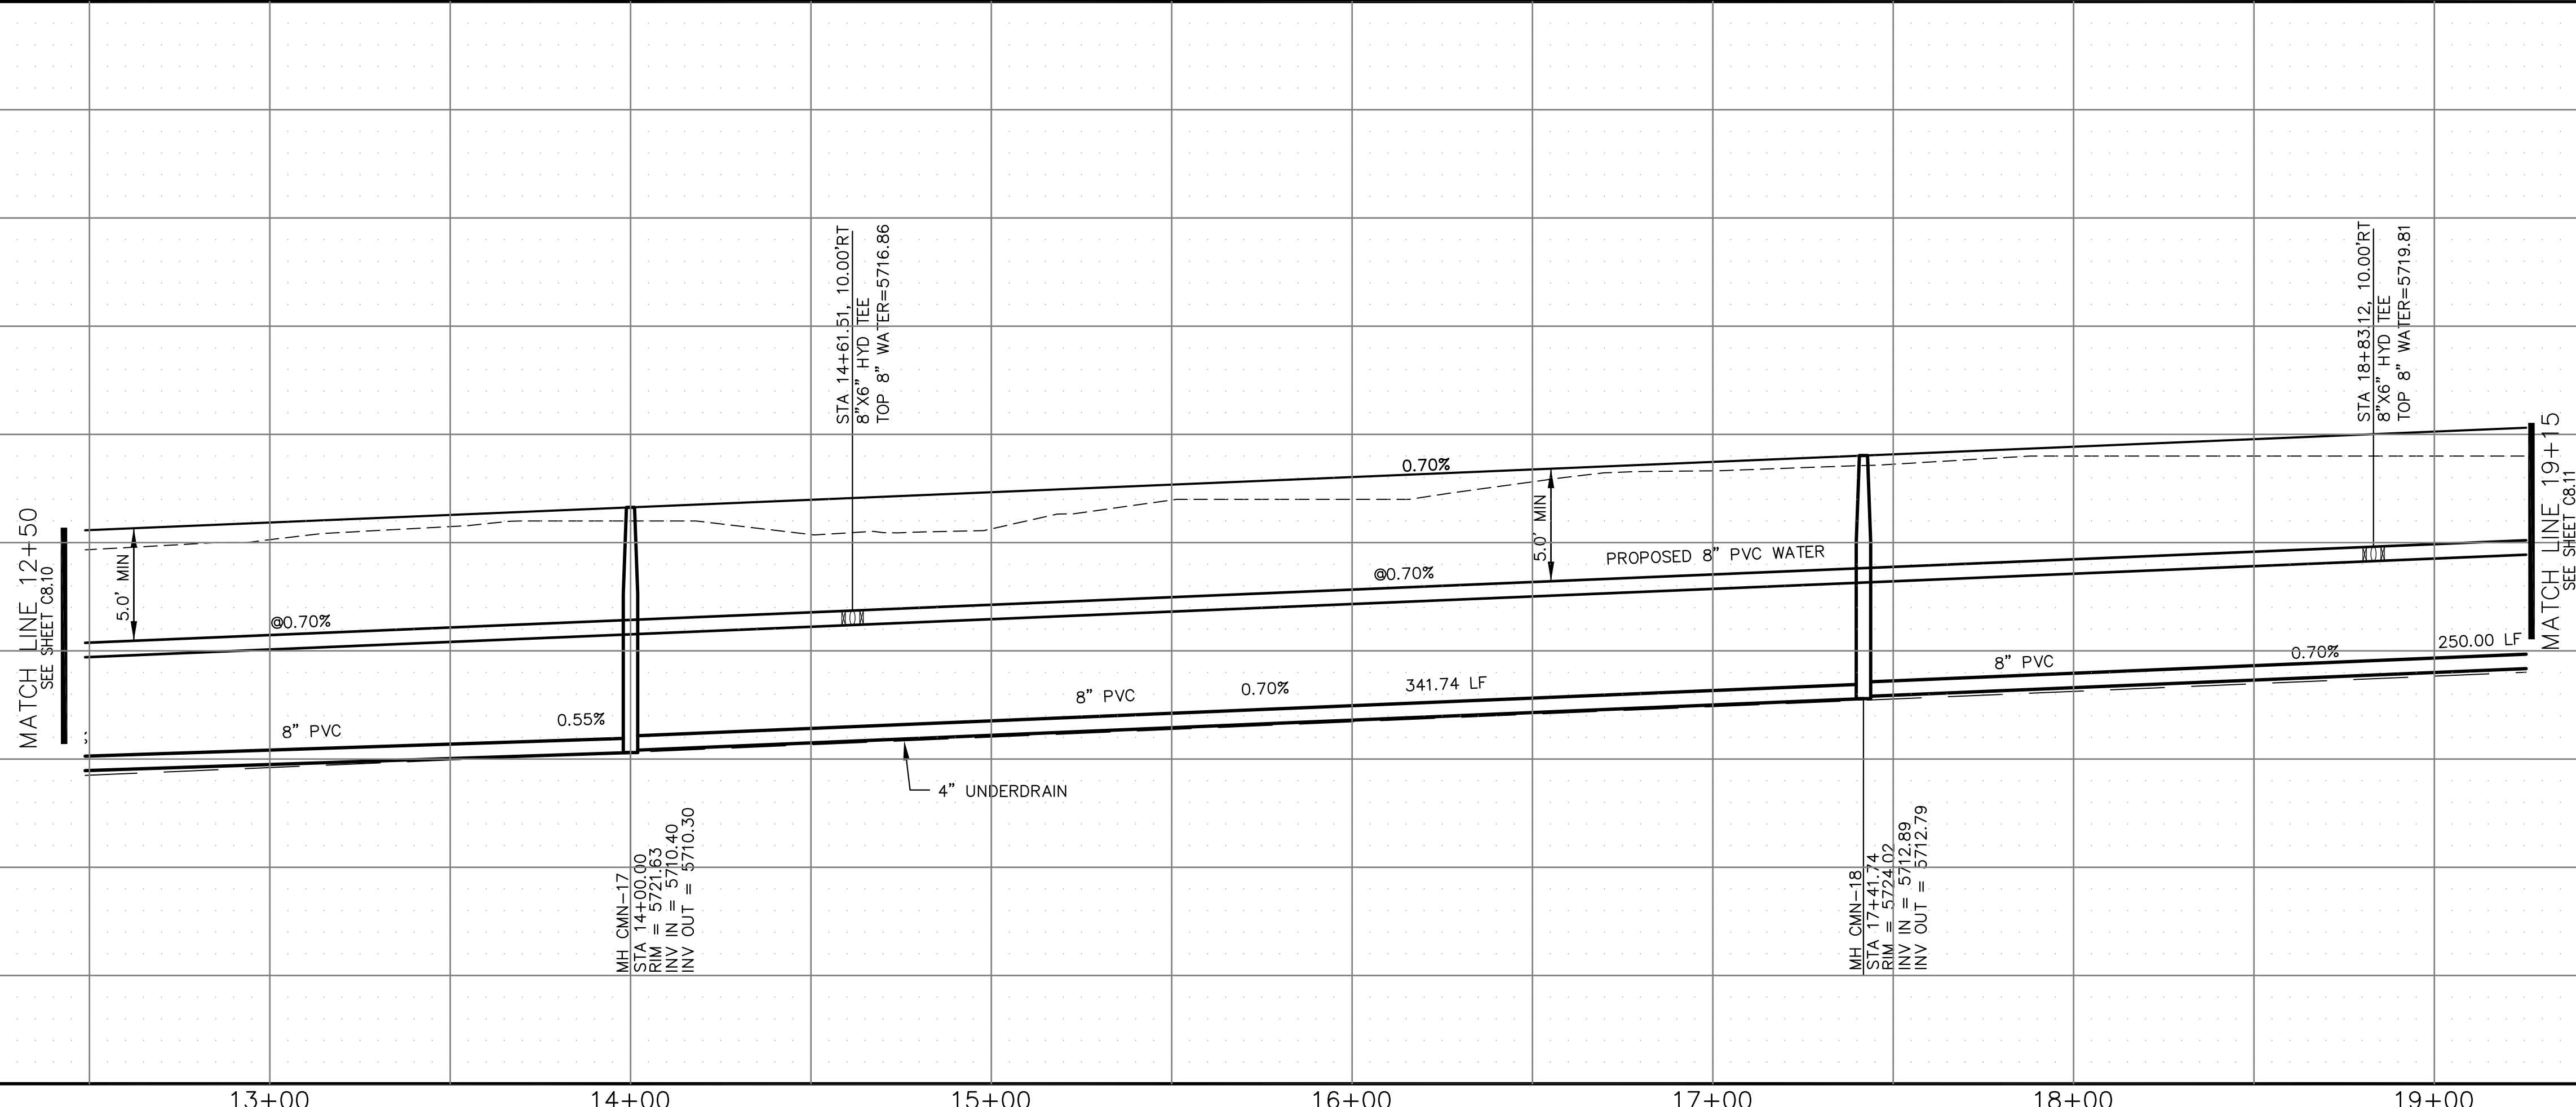 MATCH LINE 12+50
SEE SHEET C8.10
5.0' MIN
@0.70%
8" PVC
0.55%
MH CMN-17
STA 14+00.00
RIM = 5721.63
INV IN = 5710.40
INV OUT = 5710.30
STA 14+61.51, 10.00'RT
8"X6" HYD TEE
TOP 8" WATER=5716.86
4" UNDERDRAIN
8" PVC
0.70%
341.74 LF
0.70%
@0.70%
5.0' MIN
PROPOSED 8" PVC WATER
MH CMN-18
STA 17+41.74
RIM = 5724.02
INV IN = 5712.89
INV OUT = 5712.79
8" PVC
0.70%
250.00 LF
STA 18+83.12, 10.00'RT
8"X6" HYD TEE
TOP 8" WATER=5719.81
MATCH LINE 19+15
SEE SHEET C8.11
13+00
14+00
15+00
16+00
17+00
18+00
19+00